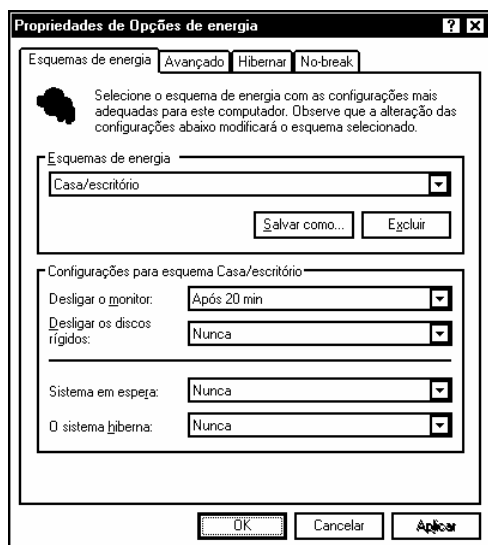 Propriedades de Opções de energia
Esquemas de energia Avançado Hibernar No-break
Selecione o esquema de energia com as configurações mais
adequadas para este computador. Observe que a alteração das
configurações abaixo modificará o esquema selecionado.
Esquemas de energia
Casa/escritório
Salvar como... Excluir
Configurações para esquema Casa/escritório
Desligar o monitor: Após 20 min
Desligar os discos
rígidos: Nunca
Sistema em espera: Nunca
O sistema hiberna: Nunca
OK Cancelar Aplicar